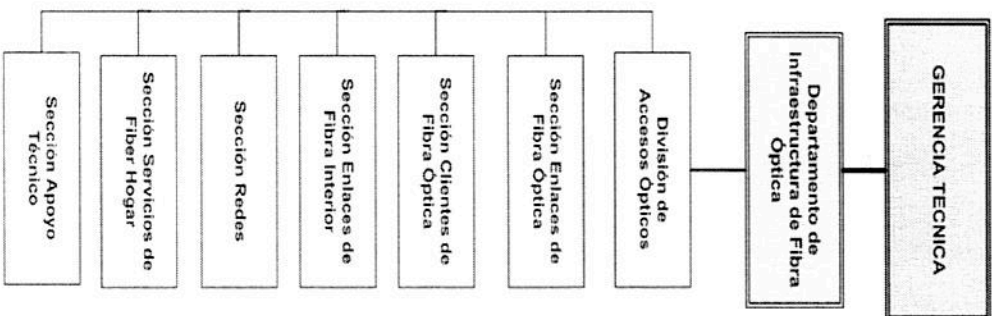 GERENCIA TECNICA
Departamento de
Infraestructura de Fibra
Óptica
División de
Accesos Ópticos
Sección Enlaces de
Fibra Óptica
Sección Clientes de
Fibra Óptica
Sección Enlaces de
Fibra Interior
Sección Redes
Sección Servicios de
Fiber Hogar
Sección Apoyo
Técnico